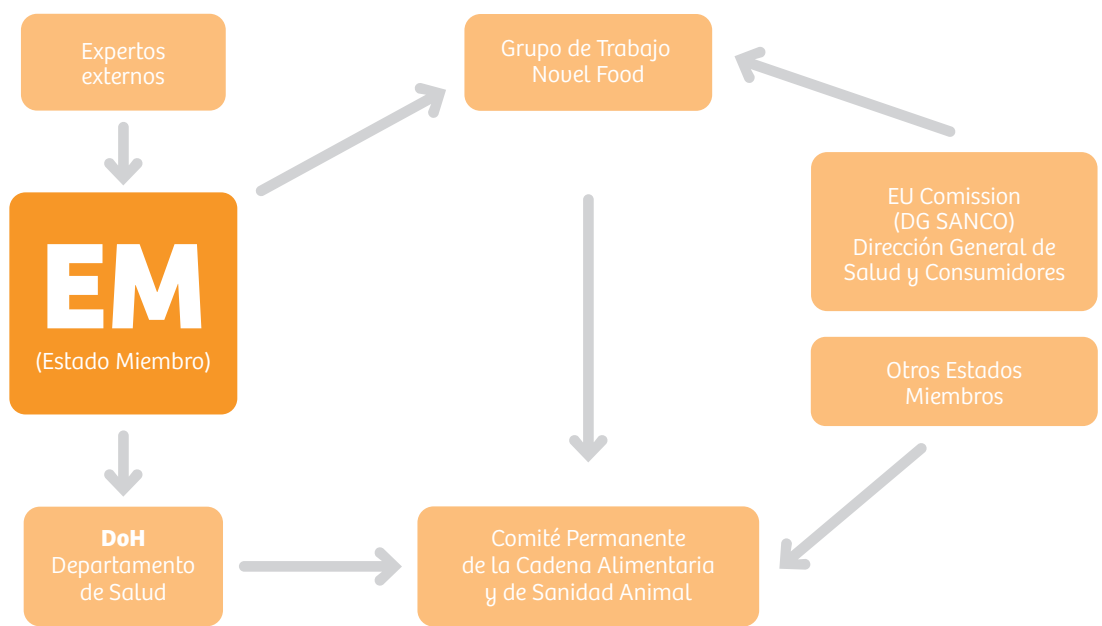 Expertos
externos
Grupo de Trabajo
Novel Food
EM
(Estado Miembro)
EU Comission
(DG SANCO)
Dirección General de
Salud y Consumidores
Otros Estados
Miembros
DoH
Departamento
de Salud
Comité Permanente
de la Cadena Alimentaria
y de Sanidad Animal